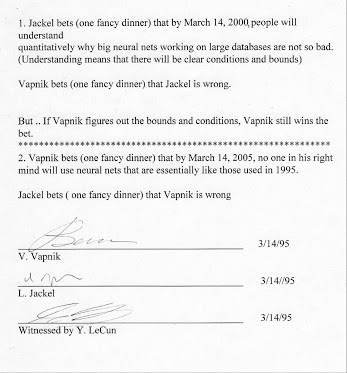 1. Jackel bets (one fancy dinner) that by March 14, 2000, people will
understand
quantitatively why big neural nets working on large databases are not so bad.
(Understanding means that there will be clear conditions and bounds)
Vapnik bets (one fancy dinner) that Jackel is wrong.
But .. If Vapnik figures out the bounds and conditions, Vapnik still wins the
bet.
************************************************************
2. Vapnik bets (one fancy dinner) that by March 14, 2005, no one in his right
mind will use neural nets that are essentially like those used in 1995.
Jackel bets ( one fancy dinner) that Vapnik is wrong
3/14/95
V. Vapnik
3/14//95
L. Jackel
3/14/95
Witnessed by Y. LeCun